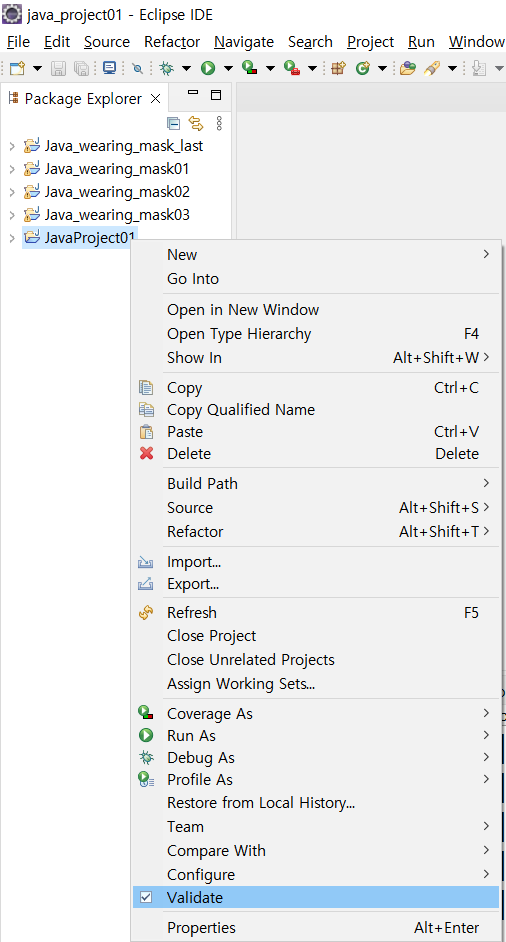 java_project01 - Eclipse IDE
File Edit Source Refactor Navigate Search Project Run Window
Package Explorer
Java_wearing_mask_last
Java_wearing_mask01
Java_wearing_mask02
Java_wearing_mask03
JavaProject01
New
Go Into
Open in New Window
Open Type Hierarchy F4
Show In Alt+Shift+W
Copy Ctrl+C
Copy Qualified Name
Paste Ctrl+V
Delete Delete
Build Path
Source Alt+Shift+S
Refactor Alt+Shift+T
Import...
Export...
Refresh F5
Close Project
Close Unrelated Projects
Assign Working Sets...
Coverage As
Run As
Debug As
Profile As
Restore from Local History...
Team
Compare With
Configure
Validate
Properties Alt+Enter